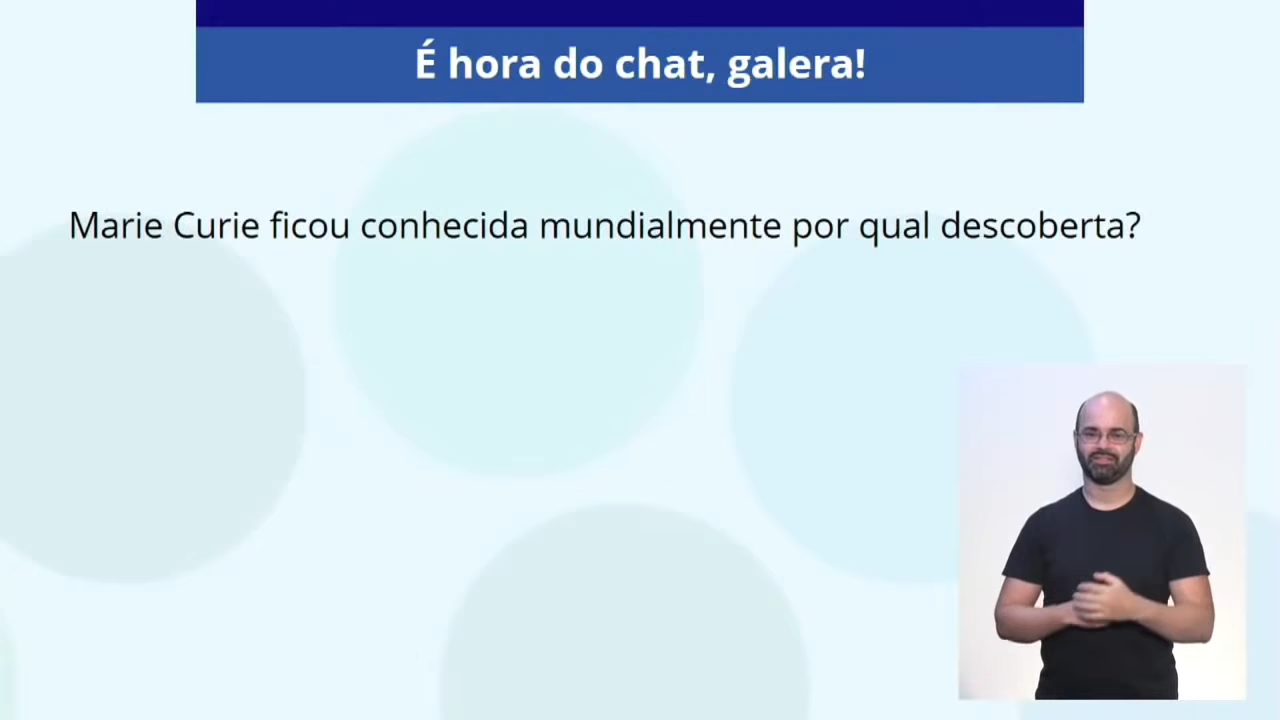 É hora do chat, galera!
Marie Curie ficou conhecida mundialmente por qual descoberta?